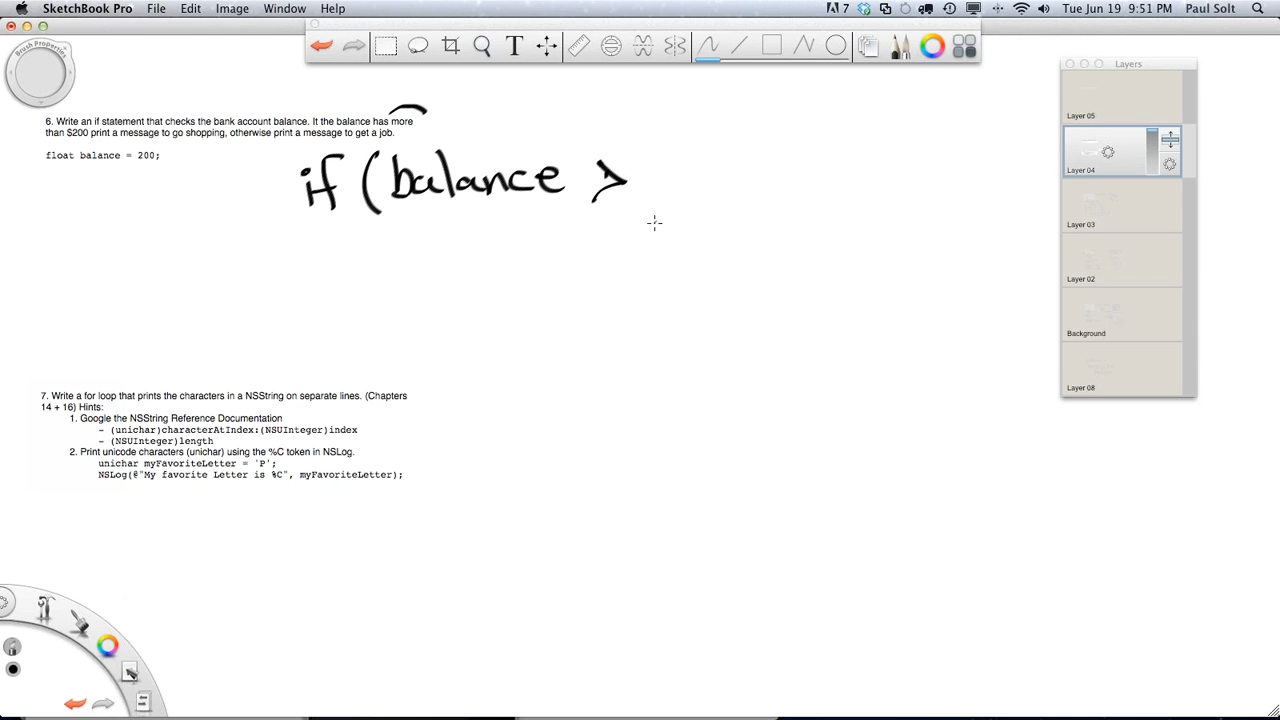 SketchBook Pro File Edit Image Window Help 7 Tue Jun 19 9:51 PM Paul Solt
Brush Properties
T
Layers
Layer 05
Layer 04
Layer 03
Layer 02
Background
Layer 08
6. Write an if statement that checks the bank account balance. It the balance has more
than $200 print a message to go shopping, otherwise print a message to get a job.
float balance = 200;
if (balance >
7. Write a for loop that prints the characters in a NSString on separate lines. (Chapters
14 + 16) Hints:
1. Google the NSString Reference Documentation
- (unichar)characterAtIndex:(NSUInteger)index
- (NSUInteger)length
2. Print unicode characters (unichar) using the %C token in NSLog.
unichar myFavoriteLetter = 'P';
NSLog(@"My favorite Letter is %C", myFavoriteLetter);